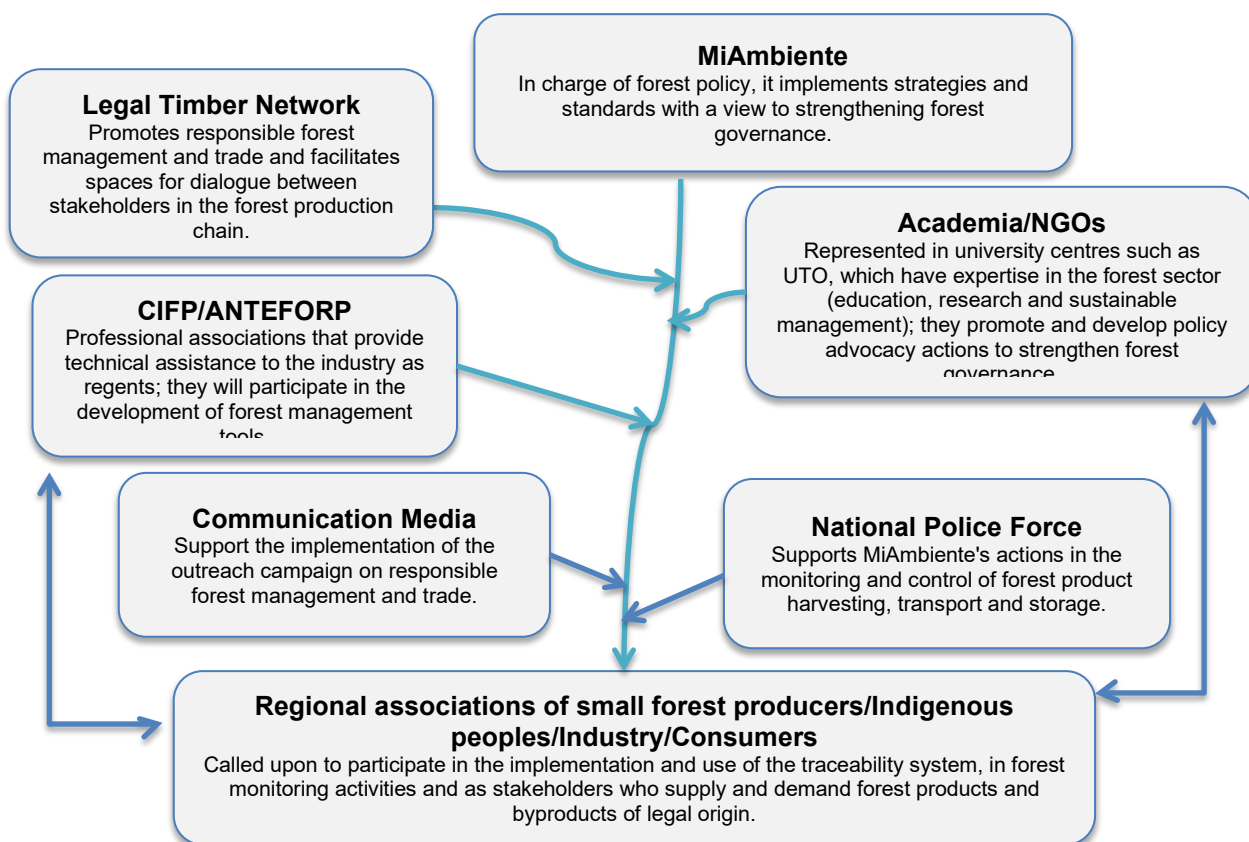 MiAmbiente
In charge of forest policy, it implements strategies and
standards with a view to strengthening forest
governance.
Legal Timber Network
Promotes responsible forest
management and trade and facilitates
spaces for dialogue between
stakeholders in the forest production
chain.
Academia/NGOs
Represented in university centres such as
UTO, which have expertise in the forest sector
(education, research and sustainable
management); they promote and develop policy
advocacy actions to strengthen forest
governance
CIFP/ANTEFORP
Professional associations that provide
technical assistance to the industry as
regents; they will participate in the
development of forest management
tools
Communication Media
Support the implementation of the
outreach campaign on responsible
forest management and trade.
National Police Force
Supports MiAmbiente's actions in the
monitoring and control of forest product
harvesting, transport and storage.
Regional associations of small forest producers/Indigenous
peoples/Industry/Consumers
Called upon to participate in the implementation and use of the traceability system, in forest
monitoring activities and as stakeholders who supply and demand forest products and
byproducts of legal origin.